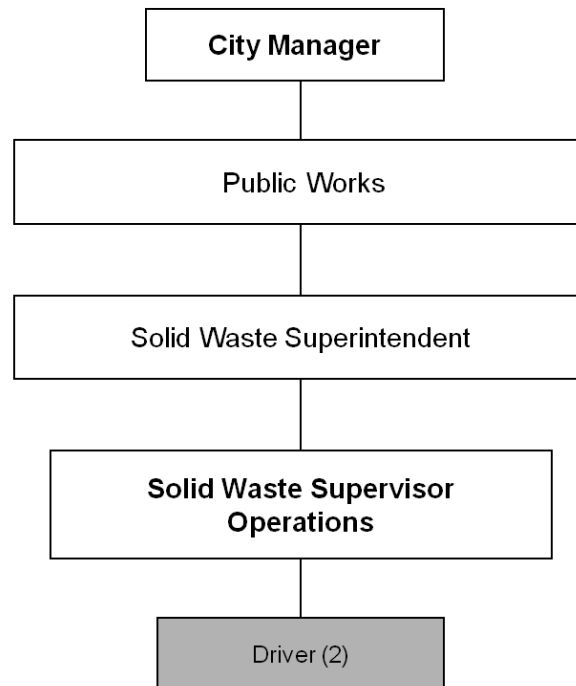 City Manager
Public Works
Solid Waste Superintendent
Solid Waste Supervisor
Operations
Driver (2)